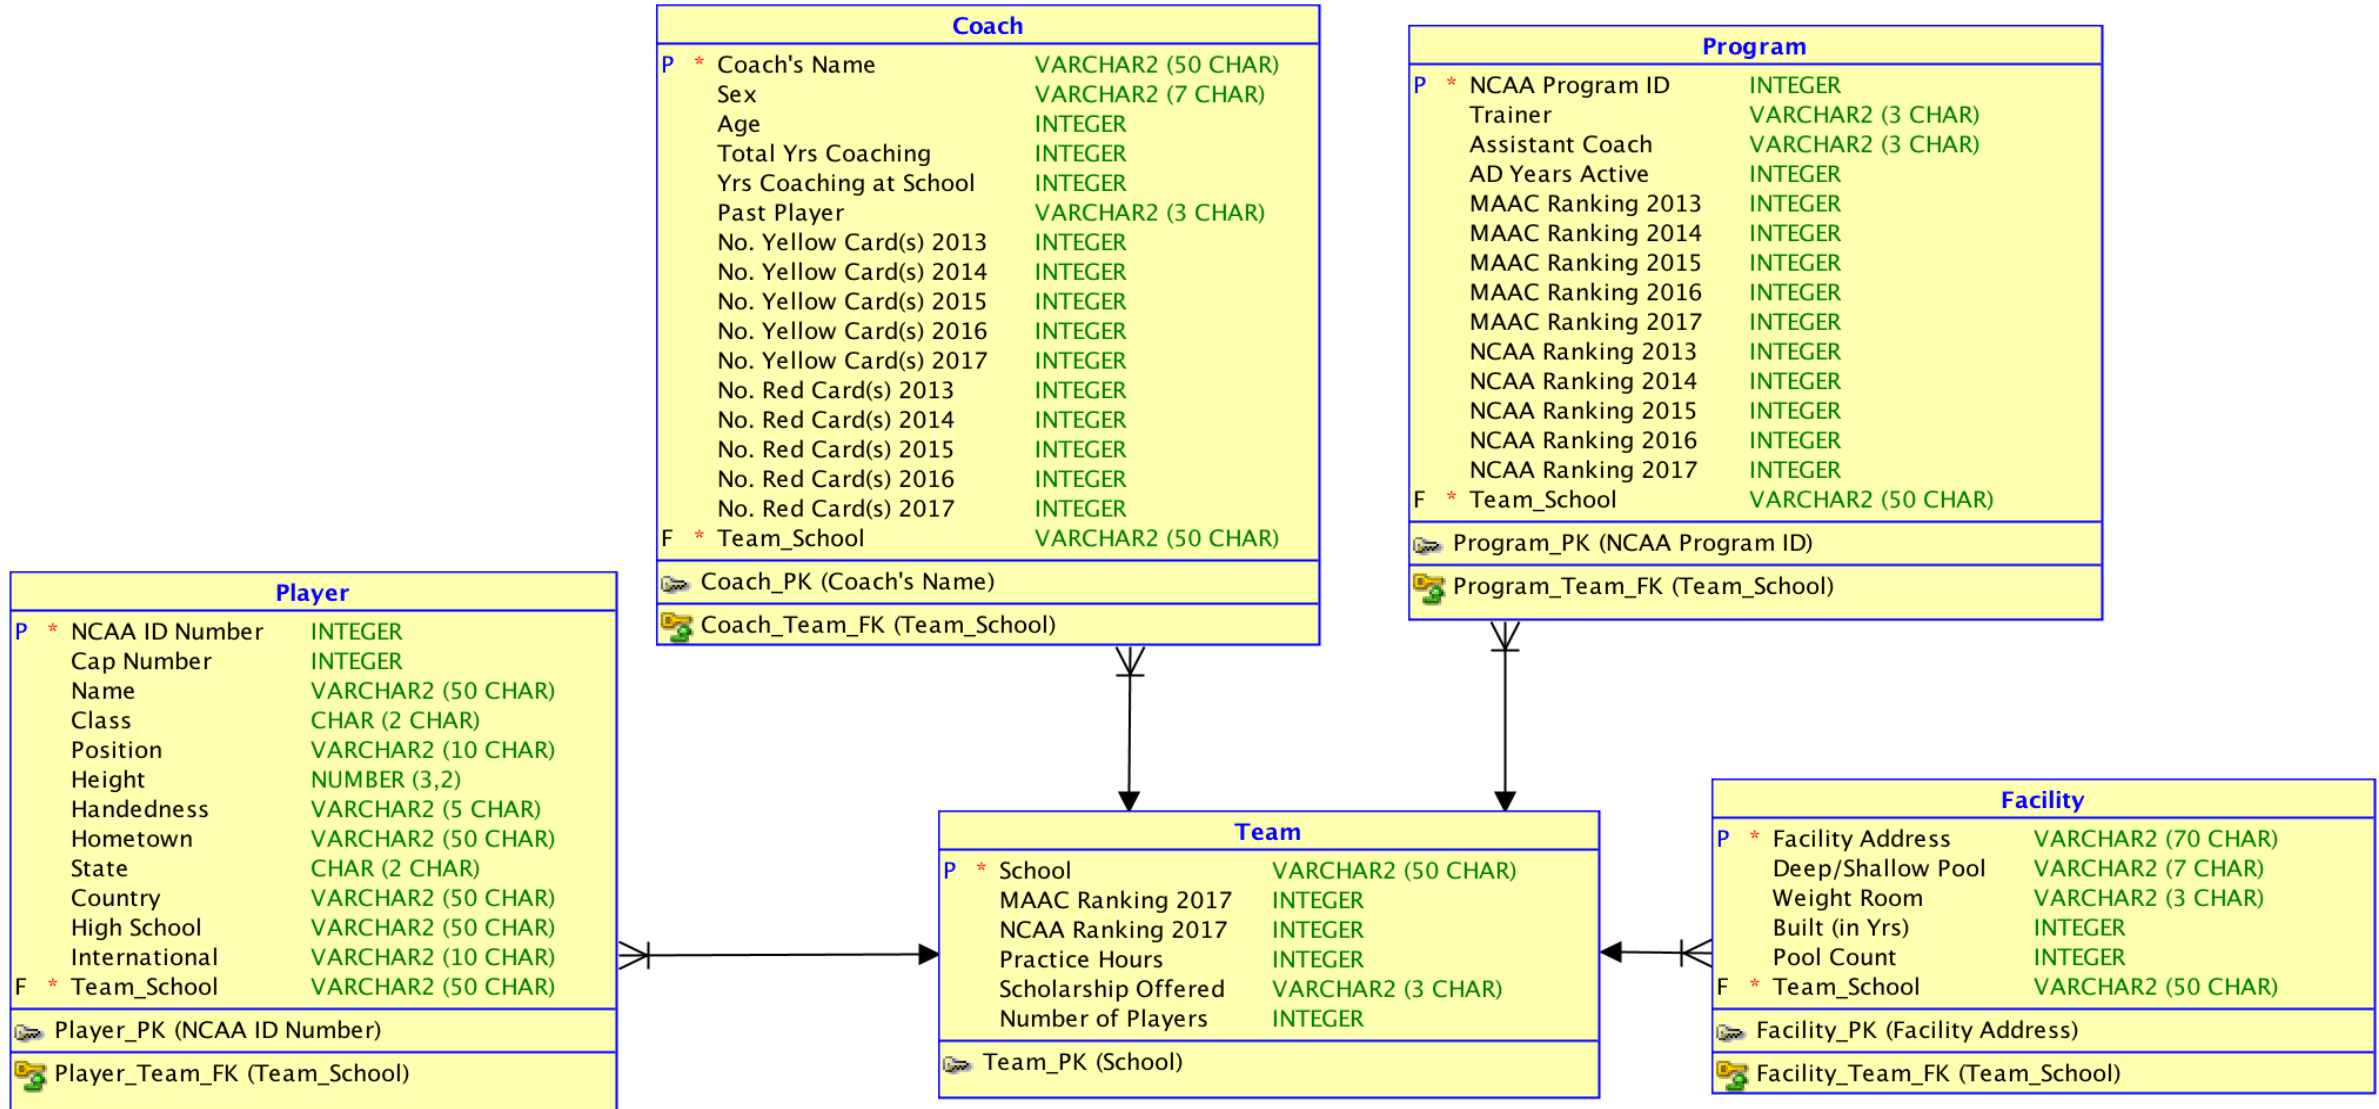 Coach
P * Coach's Name VARCHAR2 (50 CHAR)
Sex VARCHAR2 (7 CHAR)
Age INTEGER
Total Yrs Coaching INTEGER
Yrs Coaching at School INTEGER
Past Player VARCHAR2 (3 CHAR)
No. Yellow Card(s) 2013 INTEGER
No. Yellow Card(s) 2014 INTEGER
No. Yellow Card(s) 2015 INTEGER
No. Yellow Card(s) 2016 INTEGER
No. Yellow Card(s) 2017 INTEGER
No. Red Card(s) 2013 INTEGER
No. Red Card(s) 2014 INTEGER
No. Red Card(s) 2015 INTEGER
No. Red Card(s) 2016 INTEGER
No. Red Card(s) 2017 INTEGER
F * Team_School VARCHAR2 (50 CHAR)
Coach_PK (Coach's Name)
Coach_Team_FK (Team_School)
Program
P * NCAA Program ID INTEGER
Trainer VARCHAR2 (3 CHAR)
Assistant Coach VARCHAR2 (3 CHAR)
AD Years Active INTEGER
MAAC Ranking 2013 INTEGER
MAAC Ranking 2014 INTEGER
MAAC Ranking 2015 INTEGER
MAAC Ranking 2016 INTEGER
MAAC Ranking 2017 INTEGER
NCAA Ranking 2013 INTEGER
NCAA Ranking 2014 INTEGER
NCAA Ranking 2015 INTEGER
NCAA Ranking 2016 INTEGER
NCAA Ranking 2017 INTEGER
F * Team_School VARCHAR2 (50 CHAR)
Program_PK (NCAA Program ID)
Program_Team_FK (Team_School)
Player
P * NCAA ID Number INTEGER
Cap Number INTEGER
Name VARCHAR2 (50 CHAR)
Class CHAR (2 CHAR)
Position VARCHAR2 (10 CHAR)
Height NUMBER (3,2)
Handedness VARCHAR2 (5 CHAR)
Hometown VARCHAR2 (50 CHAR)
State CHAR (2 CHAR)
Country VARCHAR2 (50 CHAR)
High School VARCHAR2 (50 CHAR)
International VARCHAR2 (10 CHAR)
F * Team_School VARCHAR2 (50 CHAR)
Player_PK (NCAA ID Number)
Player_Team_FK (Team_School)
Team
P * School VARCHAR2 (50 CHAR)
MAAC Ranking 2017 INTEGER
NCAA Ranking 2017 INTEGER
Practice Hours INTEGER
Scholarship Offered VARCHAR2 (3 CHAR)
Number of Players INTEGER
Team_PK (School)
Facility
P * Facility Address VARCHAR2 (70 CHAR)
Deep/Shallow Pool VARCHAR2 (7 CHAR)
Weight Room VARCHAR2 (3 CHAR)
Built (in Yrs) INTEGER
Pool Count INTEGER
F * Team_School VARCHAR2 (50 CHAR)
Facility_PK (Facility Address)
Facility_Team_FK (Team_School)